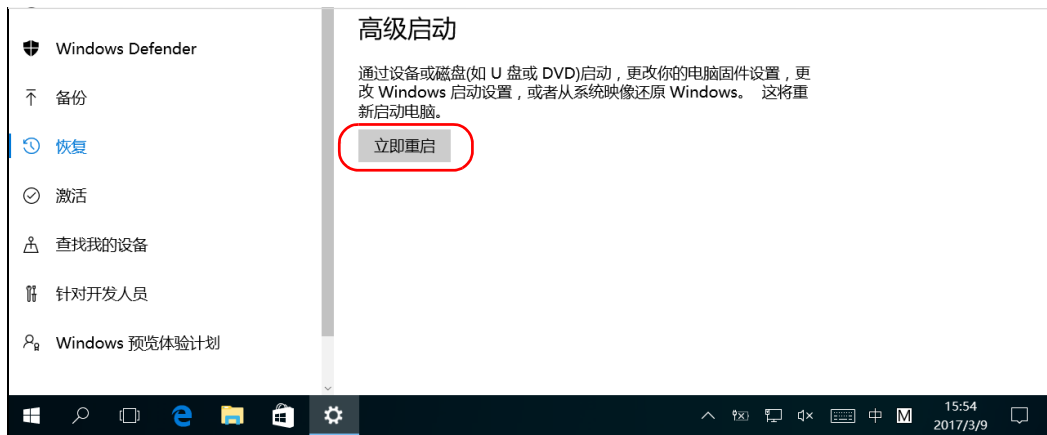 Windows Defender
备份
恢复
激活
查找我的设备
针对开发人员
Windows 预览体验计划
高级启动
通过设备或磁盘(如 U 盘或 DVD)启动，更改你的电脑固件设置，更
改 Windows 启动设置，或者从系统映像还原 Windows。 这将重
新启动电脑。
立即重启
中
M
15:54
2017/3/9